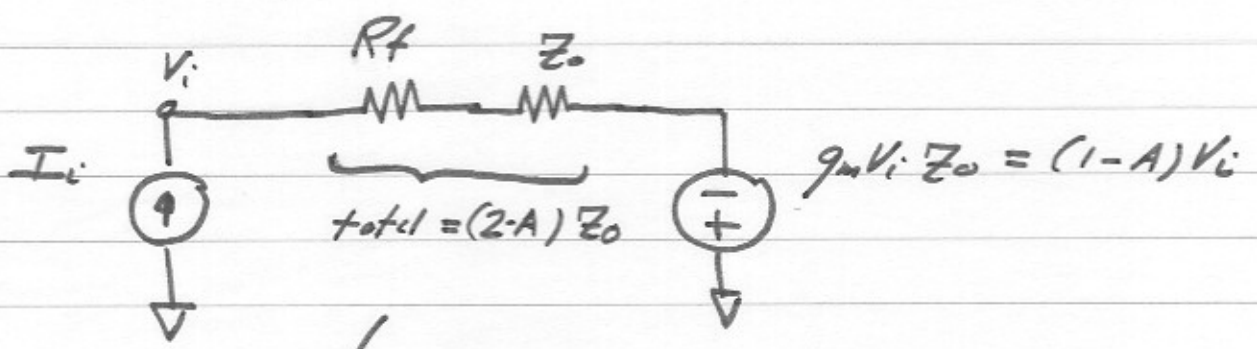 Rf Zo
Vi
Ii
gmVi Zo = (1-A)Vi
- +
total = (2-A) Zo